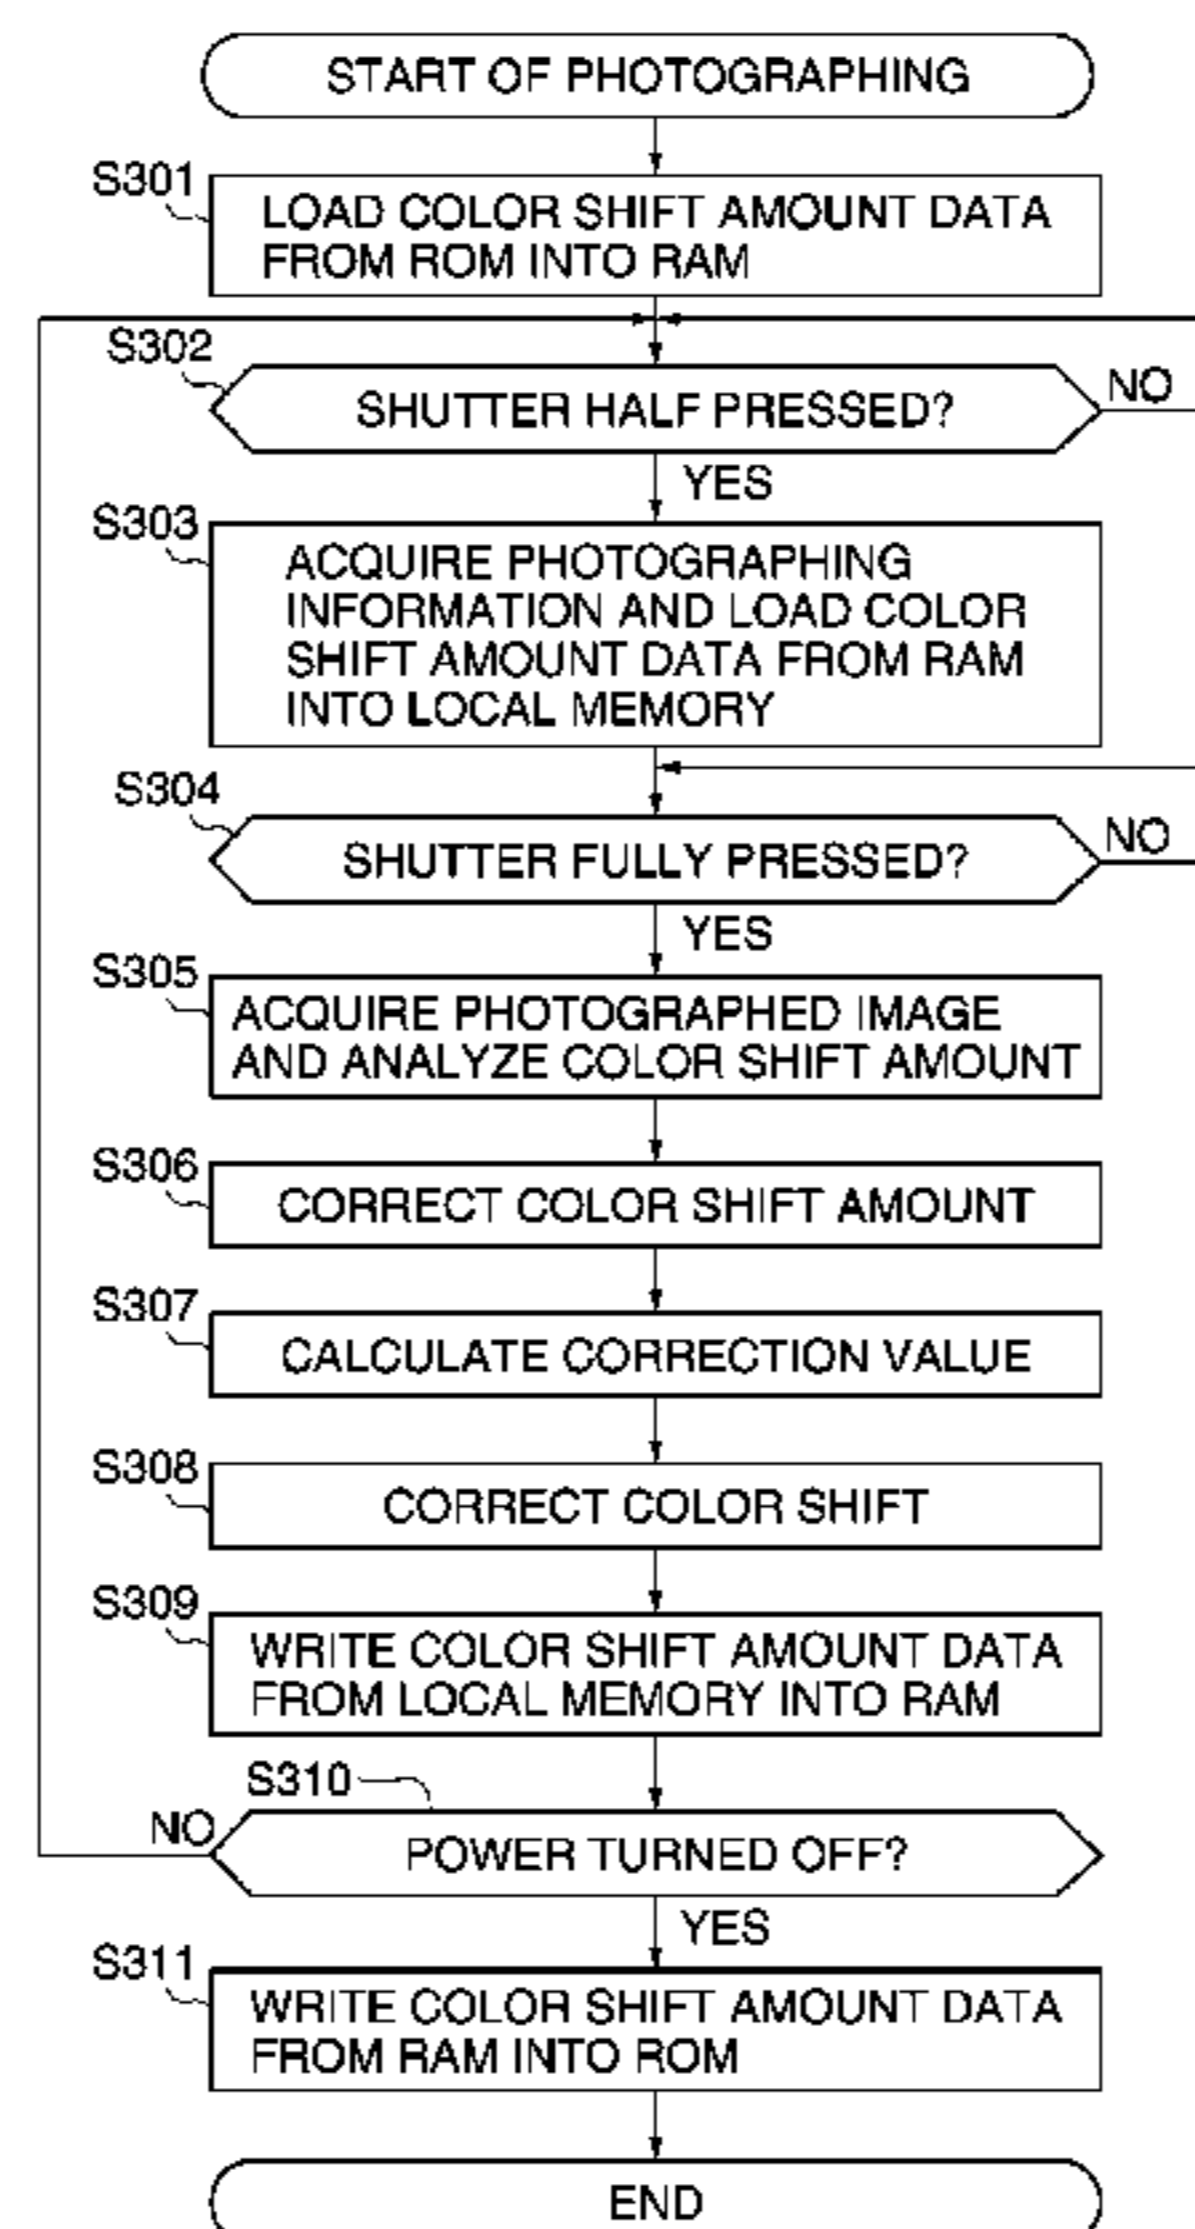 START OF PHOTOGRAPHING
S301
LOAD COLOR SHIFT AMOUNT DATA
FROM ROM INTO RAM
S302
SHUTTER HALF PRESSED?
NO
YES
S303
ACQUIRE PHOTOGRAPHING
INFORMATION AND LOAD COLOR
SHIFT AMOUNT DATA FROM RAM
INTO LOCAL MEMORY
S304
SHUTTER FULLY PRESSED?
NO
YES
S305
ACQUIRE PHOTOGRAPHED IMAGE
AND ANALYZE COLOR SHIFT AMOUNT
S306
CORRECT COLOR SHIFT AMOUNT
S307
CALCULATE CORRECTION VALUE
S308
CORRECT COLOR SHIFT
S309
WRITE COLOR SHIFT AMOUNT DATA
FROM LOCAL MEMORY INTO RAM
S310
NO
POWER TURNED OFF?
YES
S311
WRITE COLOR SHIFT AMOUNT DATA
FROM RAM INTO ROM
END